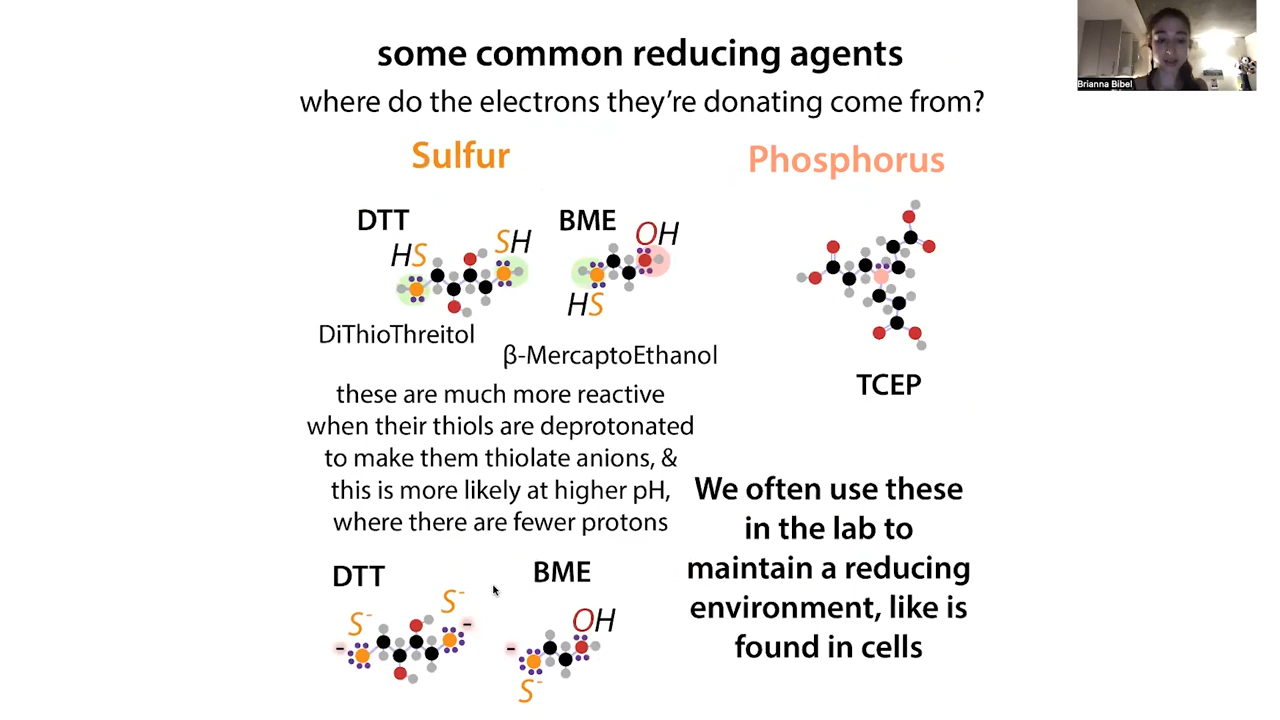 some common reducing agents
where do the electrons they're donating come from?
Brianna Bibel
Sulfur
Phosphorus
DTT
HS
SH
DiThioThreitol
BME
OH
HS
β-MercaptoEthanol
TCEP
these are much more reactive
when their thiols are deprotonated
to make them thiolate anions, &
this is more likely at higher pH,
where there are fewer protons
DTT
S⁻
S⁻
-
-
BME
OH
-
S⁻
We often use these
in the lab to
maintain a reducing
environment, like is
found in cells